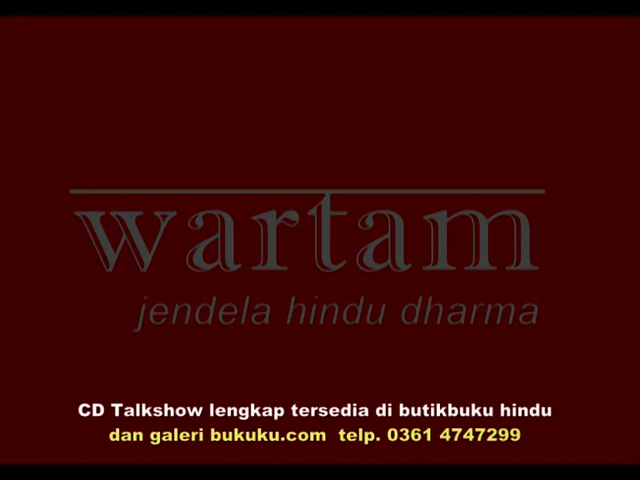 wartam
jendela hindu dharma
CD Talkshow lengkap tersedia di butikbuku hindu
dan galeri bukuku.com telp. 0361 4747299